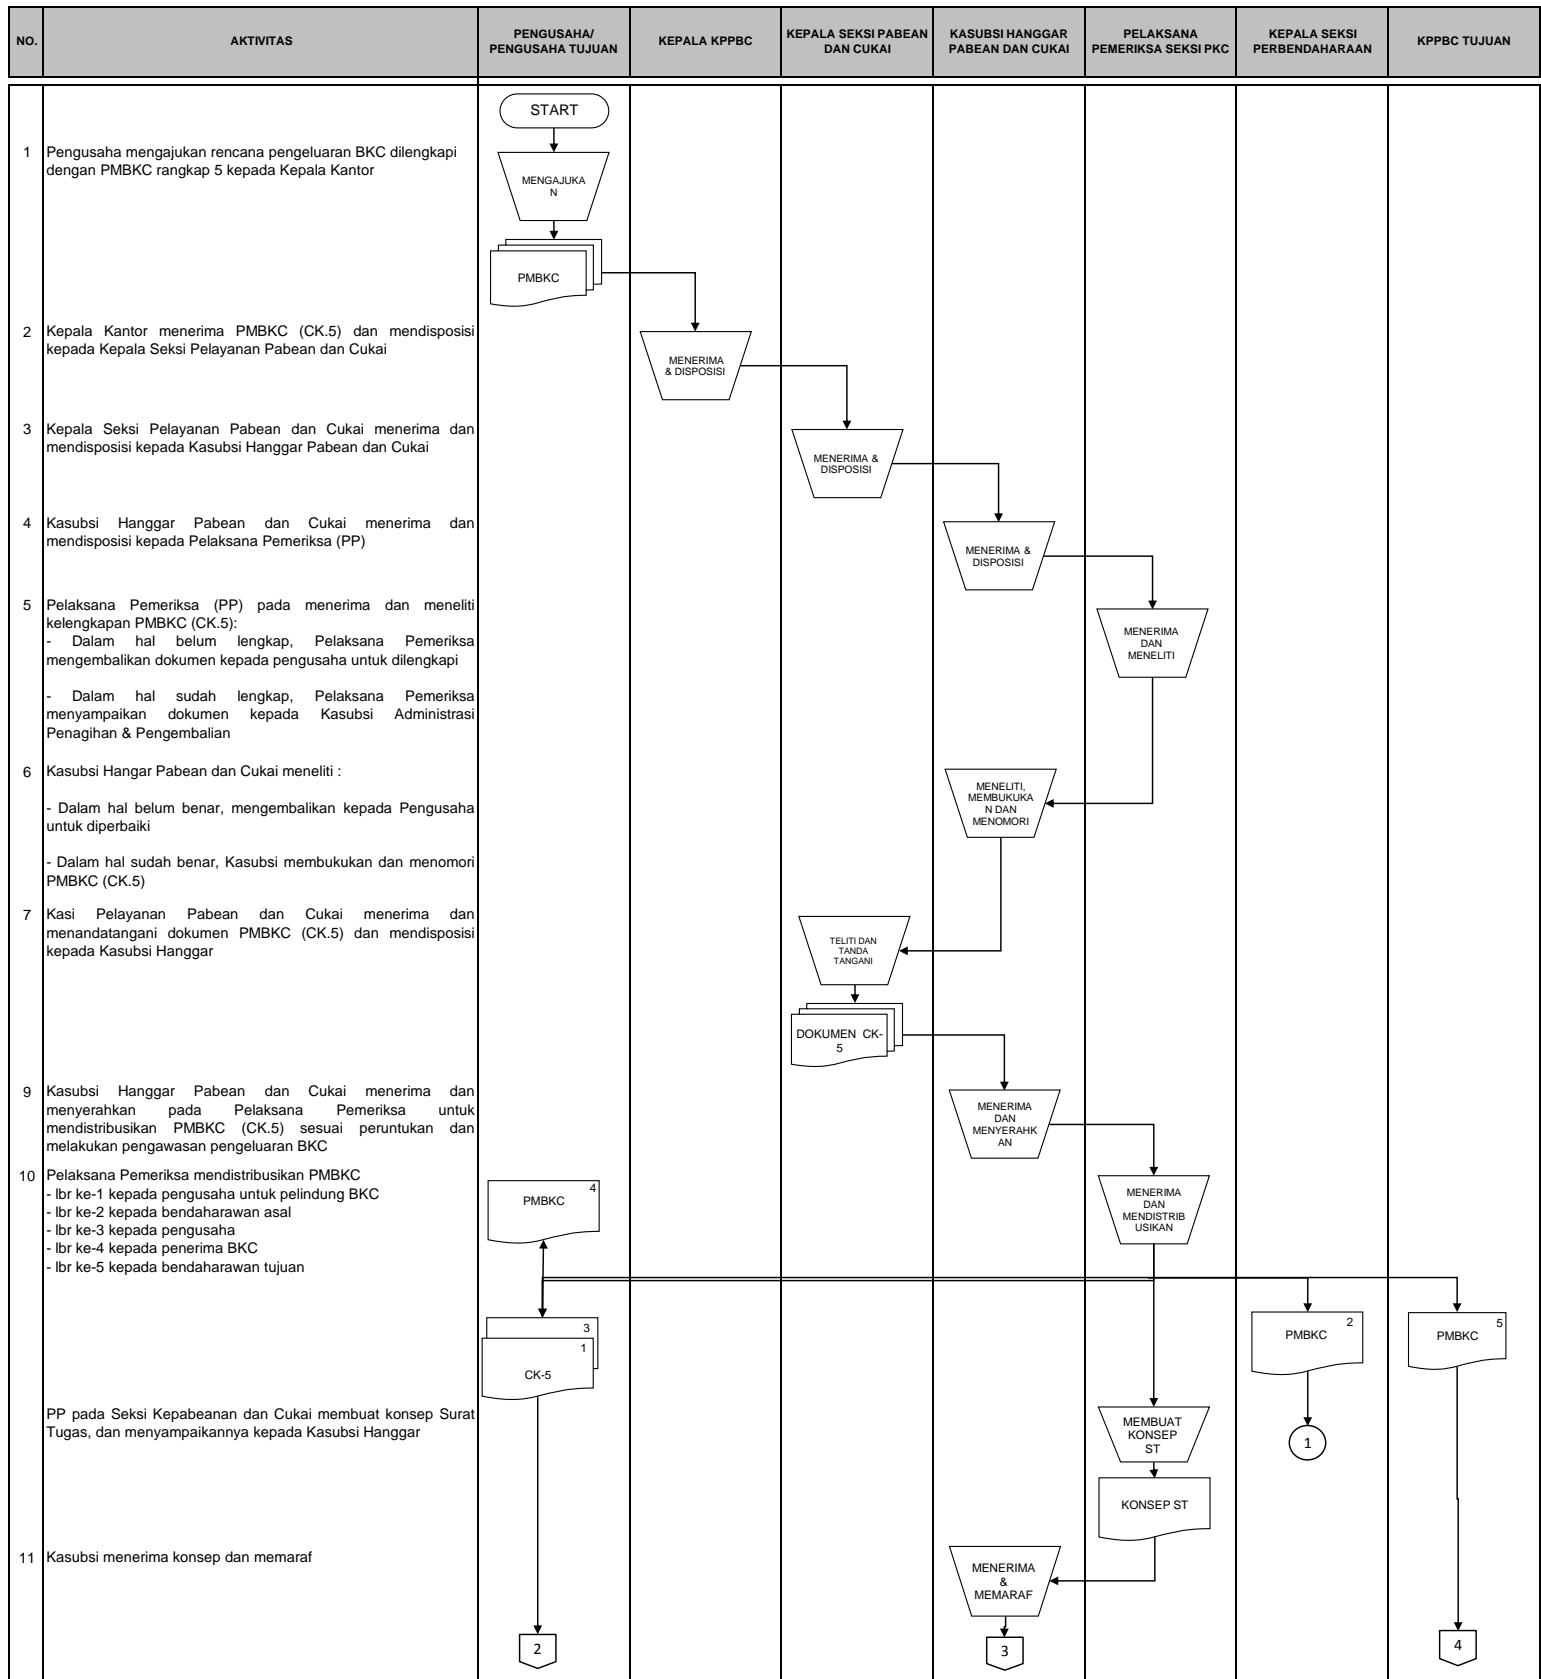 NO.
AKTIVITAS
PENGUSAHA/
PENGUSAHA TUJUAN
KEPALA KPPBC
KEPALA SEKSI PABEAN
DAN CUKAI
KASUBSI HANGGAR
PABEAN DAN CUKAI
PELAKSANA
PEMERIKSA SEKSI PKC
KEPALA SEKSI
PERBENDAHARAAN
KPPBC TUJUAN
START
1 Pengusaha mengajukan rencana pengeluaran BKC dilengkapi
dengan PMBKC rangkap 5 kepada Kepala Kantor
MENGAJUKA
N
PMBKC
2 Kepala Kantor menerima PMBKC (CK.5) dan mendisposisi
kepada Kepala Seksi Pelayanan Pabean dan Cukai
MENERIMA
& DISPOSISI
3 Kepala Seksi Pelayanan Pabean dan Cukai menerima dan
mendisposisi kepada Kasubsi Hanggar Pabean dan Cukai
MENERIMA &
DISPOSISI
4 Kasubsi Hanggar Pabean dan Cukai menerima dan
mendisposisi kepada Pelaksana Pemeriksa (PP)
MENERIMA &
DISPOSISI
5 Pelaksana Pemeriksa (PP) pada menerima dan meneliti
kelengkapan PMBKC (CK.5):
- Dalam hal belum lengkap, Pelaksana Pemeriksa
mengembalikan dokumen kepada pengusaha untuk dilengkapi
- Dalam hal sudah lengkap, Pelaksana Pemeriksa
menyampaikan dokumen kepada Kasubsi Administrasi
Penagihan & Pengembalian
MENERIMA
DAN
MENELITI
6 Kasubsi Hangar Pabean dan Cukai meneliti :
- Dalam hal belum benar, mengembalikan kepada Pengusaha
untuk diperbaiki
- Dalam hal sudah benar, Kasubsi membukukan dan menomori
PMBKC (CK.5)
MENELITI,
MEMBUKUKA
N DAN
MENOMORI
7 Kasi Pelayanan Pabean dan Cukai menerima dan
menandatangani dokumen PMBKC (CK.5) dan mendisposisi
kepada Kasubsi Hanggar
TELITI DAN
TANDA
TANGANI
DOKUMEN CK-
5
9 Kasubsi Hanggar Pabean dan Cukai menerima dan
menyerahkan pada Pelaksana Pemeriksa untuk
mendistribusikan PMBKC (CK.5) sesuai peruntukan dan
melakukan pengawasan pengeluaran BKC
MENERIMA
DAN
MENYERAHK
AN
10 Pelaksana Pemeriksa mendistribusikan PMBKC
- lbr ke-1 kepada pengusaha untuk pelindung BKC
- lbr ke-2 kepada bendaharawan asal
- lbr ke-3 kepada pengusaha
- lbr ke-4 kepada penerima BKC
- lbr ke-5 kepada bendaharawan tujuan
4
PMBKC
MENERIMA
DAN
MENDISTRIB
USIKAN
3
1
CK-5
2
PMBKC
5
PMBKC
PP pada Seksi Kepabeanan dan Cukai membuat konsep Surat
Tugas, dan menyampaikannya kepada Kasubsi Hanggar
MEMBUAT
KONSEP
ST
1
KONSEP ST
11 Kasubsi menerima konsep dan memaraf
MENERIMA
&
MEMARAF
2
3
4